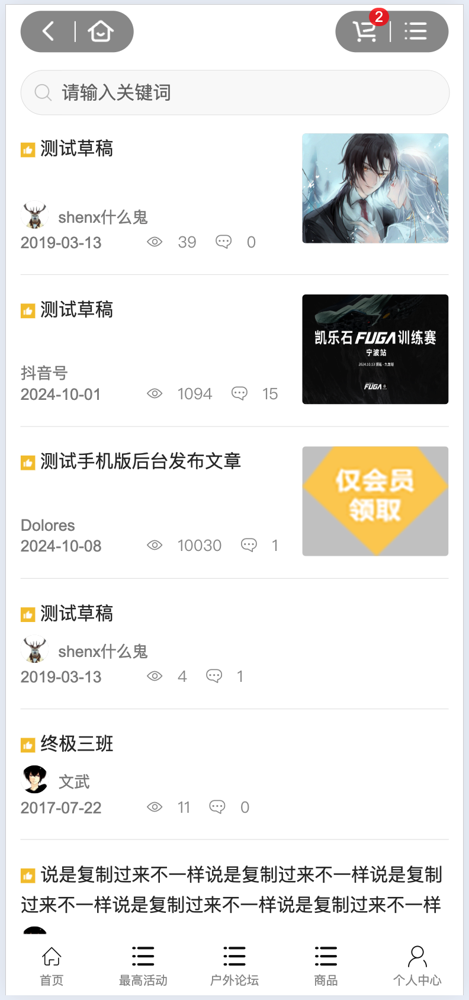 2
请输入关键词
测试草稿
shenx什么鬼
2019-03-13 39 0
测试草稿
凯乐石 FUGA 训练赛
宁波站
FUGA
抖音号
2024-10-01 1094 15
测试手机版后台发布文章
仅会员
领取
Dolores
2024-10-08 10030 1
测试草稿
shenx什么鬼
2019-03-13 4 1
终极三班
文武
2017-07-22 11 0
说是复制过来不一样说是复制过来不一样说是复制
过来不一样说是复制过来不一样说是复制过来不一样
首页 最高活动 户外论坛 商品 个人中心